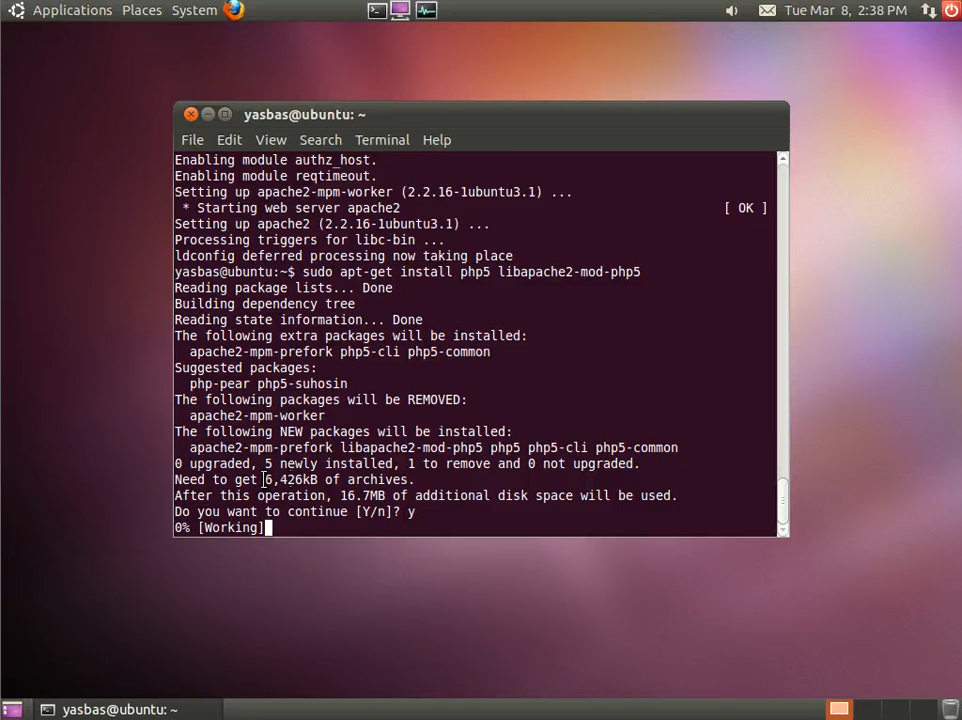 Applications Places System Tue Mar 8, 2:38 PM
yasbas@ubuntu: ~
File Edit View Search Terminal Help
Enabling module authz_host.
Enabling module reqtimeout.
Setting up apache2-mpm-worker (2.2.16-1ubuntu3.1) ...
* Starting web server apache2 [ OK ]
Setting up apache2 (2.2.16-1ubuntu3.1) ...
Processing triggers for libc-bin ...
ldconfig deferred processing now taking place
yasbas@ubuntu:~$ sudo apt-get install php5 libapache2-mod-php5
Reading package lists... Done
Building dependency tree
Reading state information... Done
The following extra packages will be installed:
apache2-mpm-prefork php5-cli php5-common
Suggested packages:
php-pear php5-suhosin
The following packages will be REMOVED:
apache2-mpm-worker
The following NEW packages will be installed:
apache2-mpm-prefork libapache2-mod-php5 php5 php5-cli php5-common
0 upgraded, 5 newly installed, 1 to remove and 0 not upgraded.
Need to get 6,426kB of archives.
After this operation, 16.7MB of additional disk space will be used.
Do you want to continue [Y/n]? y
0% [Working]
yasbas@ubuntu: ~